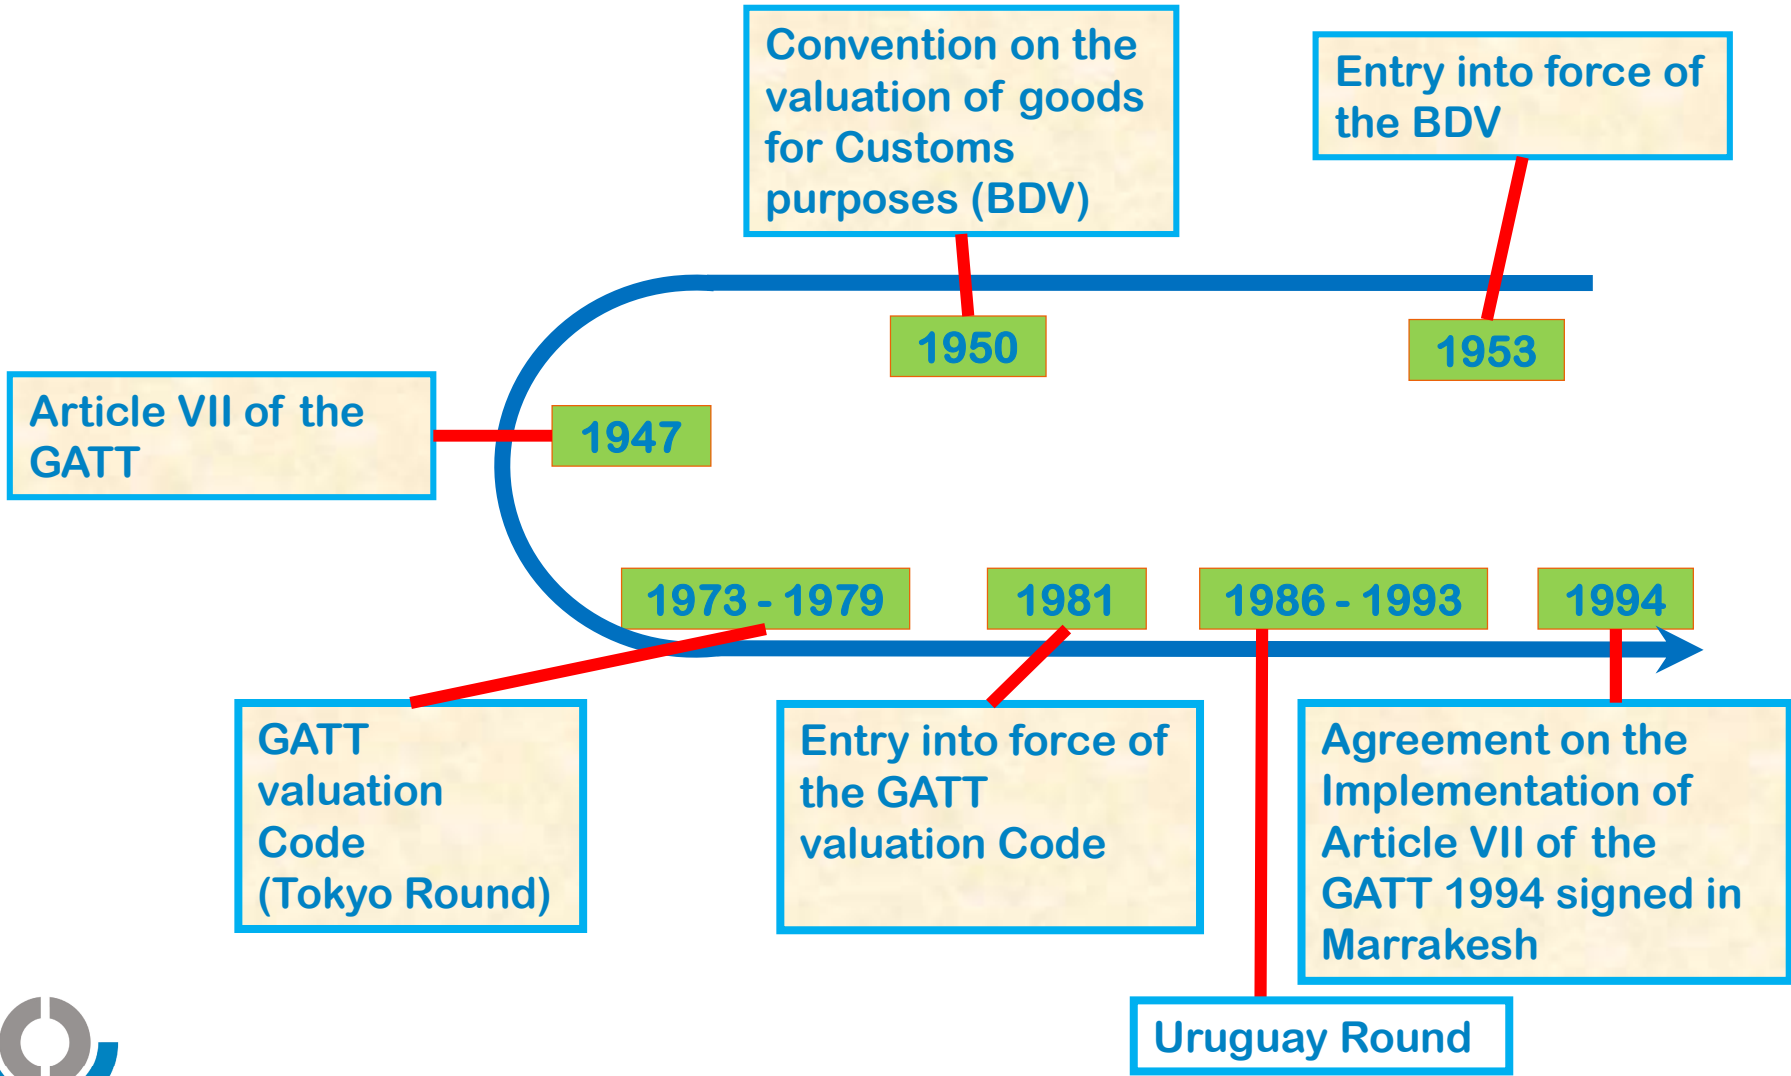 Convention on the
valuation of goods
for Customs
purposes (BDV)
Entry into force of
the BDV
1950
1953
Article VII of the
GATT
1947
1973 - 1979
1981
1986 - 1993
1994
GATT
valuation
Code
(Tokyo Round)
Entry into force of
the GATT
valuation Code
Agreement on the
Implementation of
Article VII of the
GATT 1994 signed in
Marrakesh
Uruguay Round